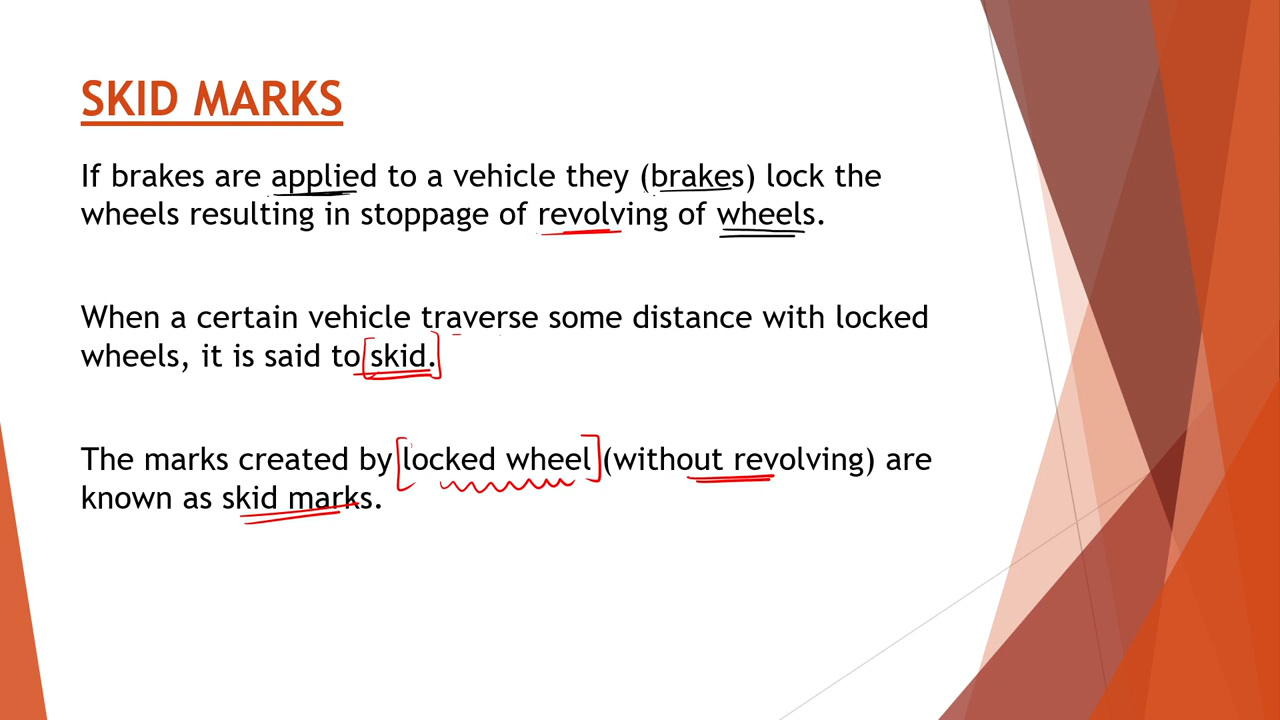 SKID MARKS
If brakes are applied to a vehicle they (brakes) lock the
wheels resulting in stoppage of revolving of wheels.
When a certain vehicle traverse some distance with locked
wheels, it is said to [skid.]
The marks created by [locked wheel] (without revolving) are
known as skid marks.